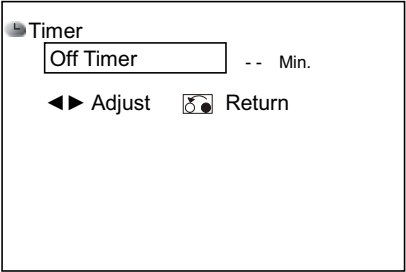 Timer
Off Timer -- Min.
◄► Adjust Return